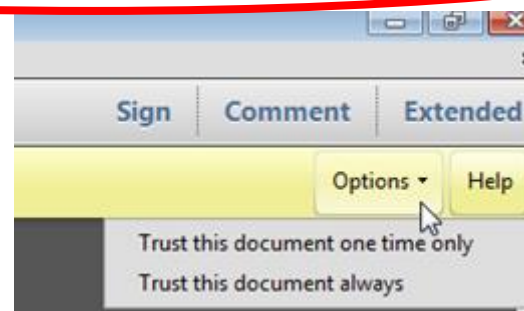 Sign Comment Extended
Options Help
Trust this document one time only
Trust this document always